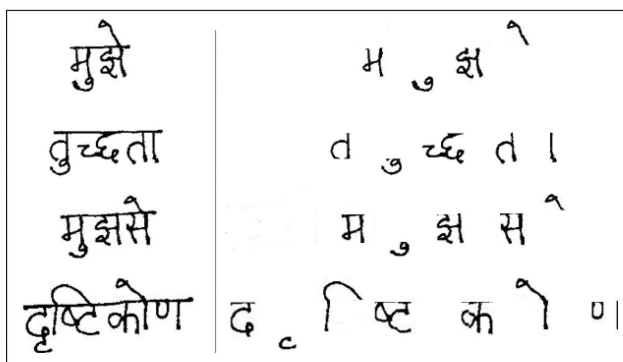 मुझे म ु झ े
तुच्छता त ु च्छ त ा
मुझसे म ु झ स े
दृष्टिकोण द ृ ि ष्ट क ो ण